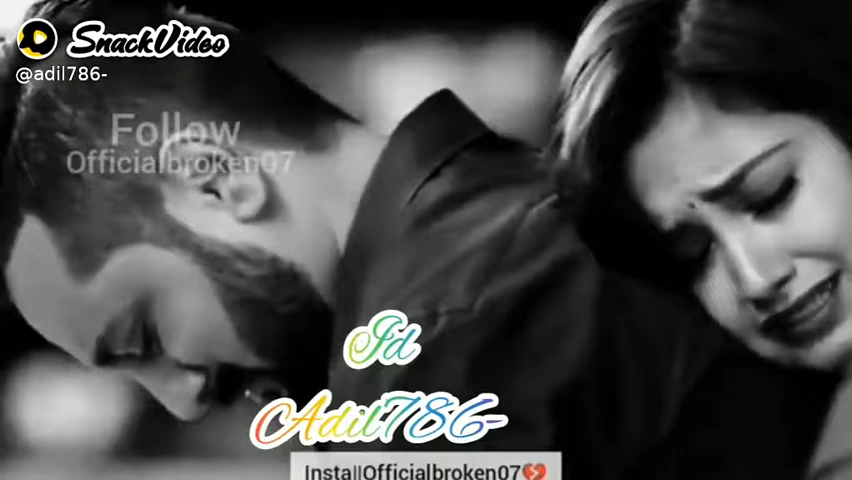 SnackVideo
@adil786-
Follow
Officialbroken07
Id
Adil786-
InstallOfficialbroken07💔